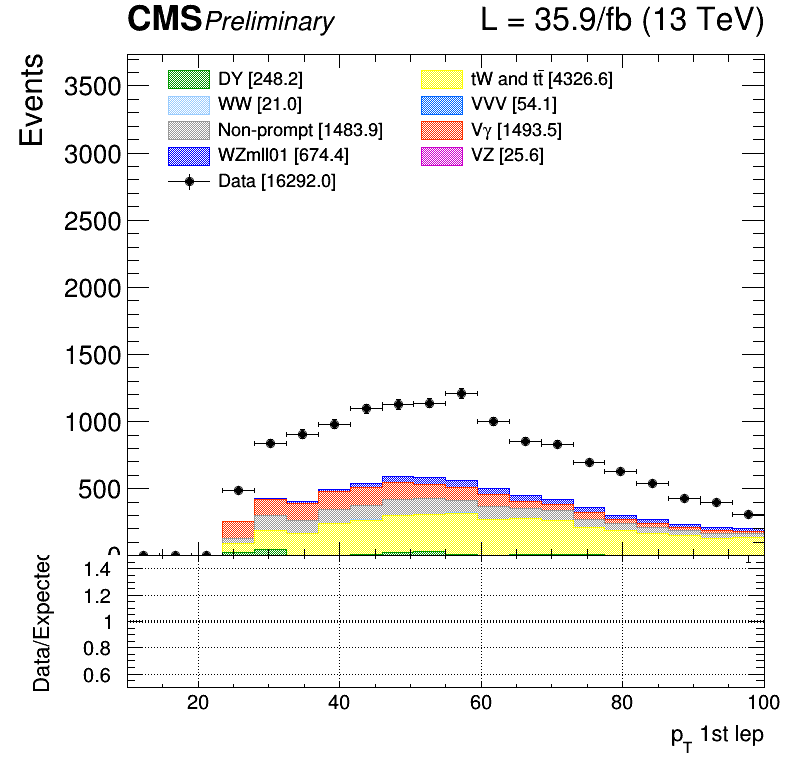 CMS Preliminary L = 35.9/fb (13 TeV)
Events
DY [248.2] tW and tt̄ [4326.6]
WW [21.0] VVV [54.1]
Non-prompt [1483.9] Vγ [1493.5]
WZmll01 [674.4] VZ [25.6]
Data [16292.0]
3500
3000
2500
2000
1500
1000
500
0
Data/Expected
1.4
1.2
1
0.8
0.6
20 40 60 80 100
p_T 1st lep